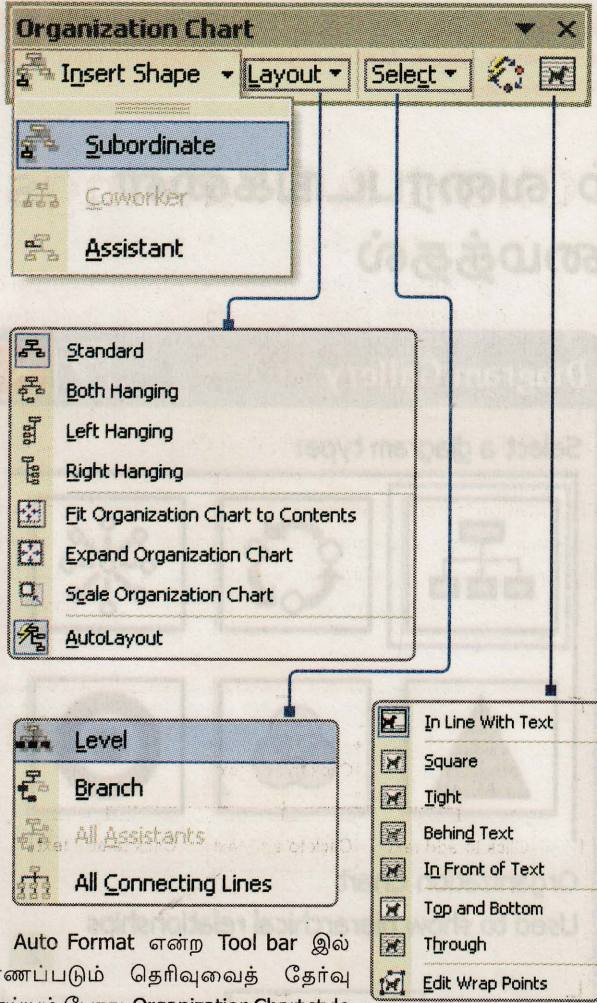 Organization Chart
Insert Shape Layout Select
Subordinate
Coworker
Assistant
Standard
Both Hanging
Left Hanging
Right Hanging
Fit Organization Chart to Contents
Expand Organization Chart
Scale Organization Chart
AutoLayout
Level
Branch
All Assistants
All Connecting Lines
In Line With Text
Square
Tight
Behind Text
In Front of Text
Top and Bottom
Through
Edit Wrap Points
Auto Format என்ற Tool bar இல்
தெரிவுவைத் தேர்வு
Organization Chart style